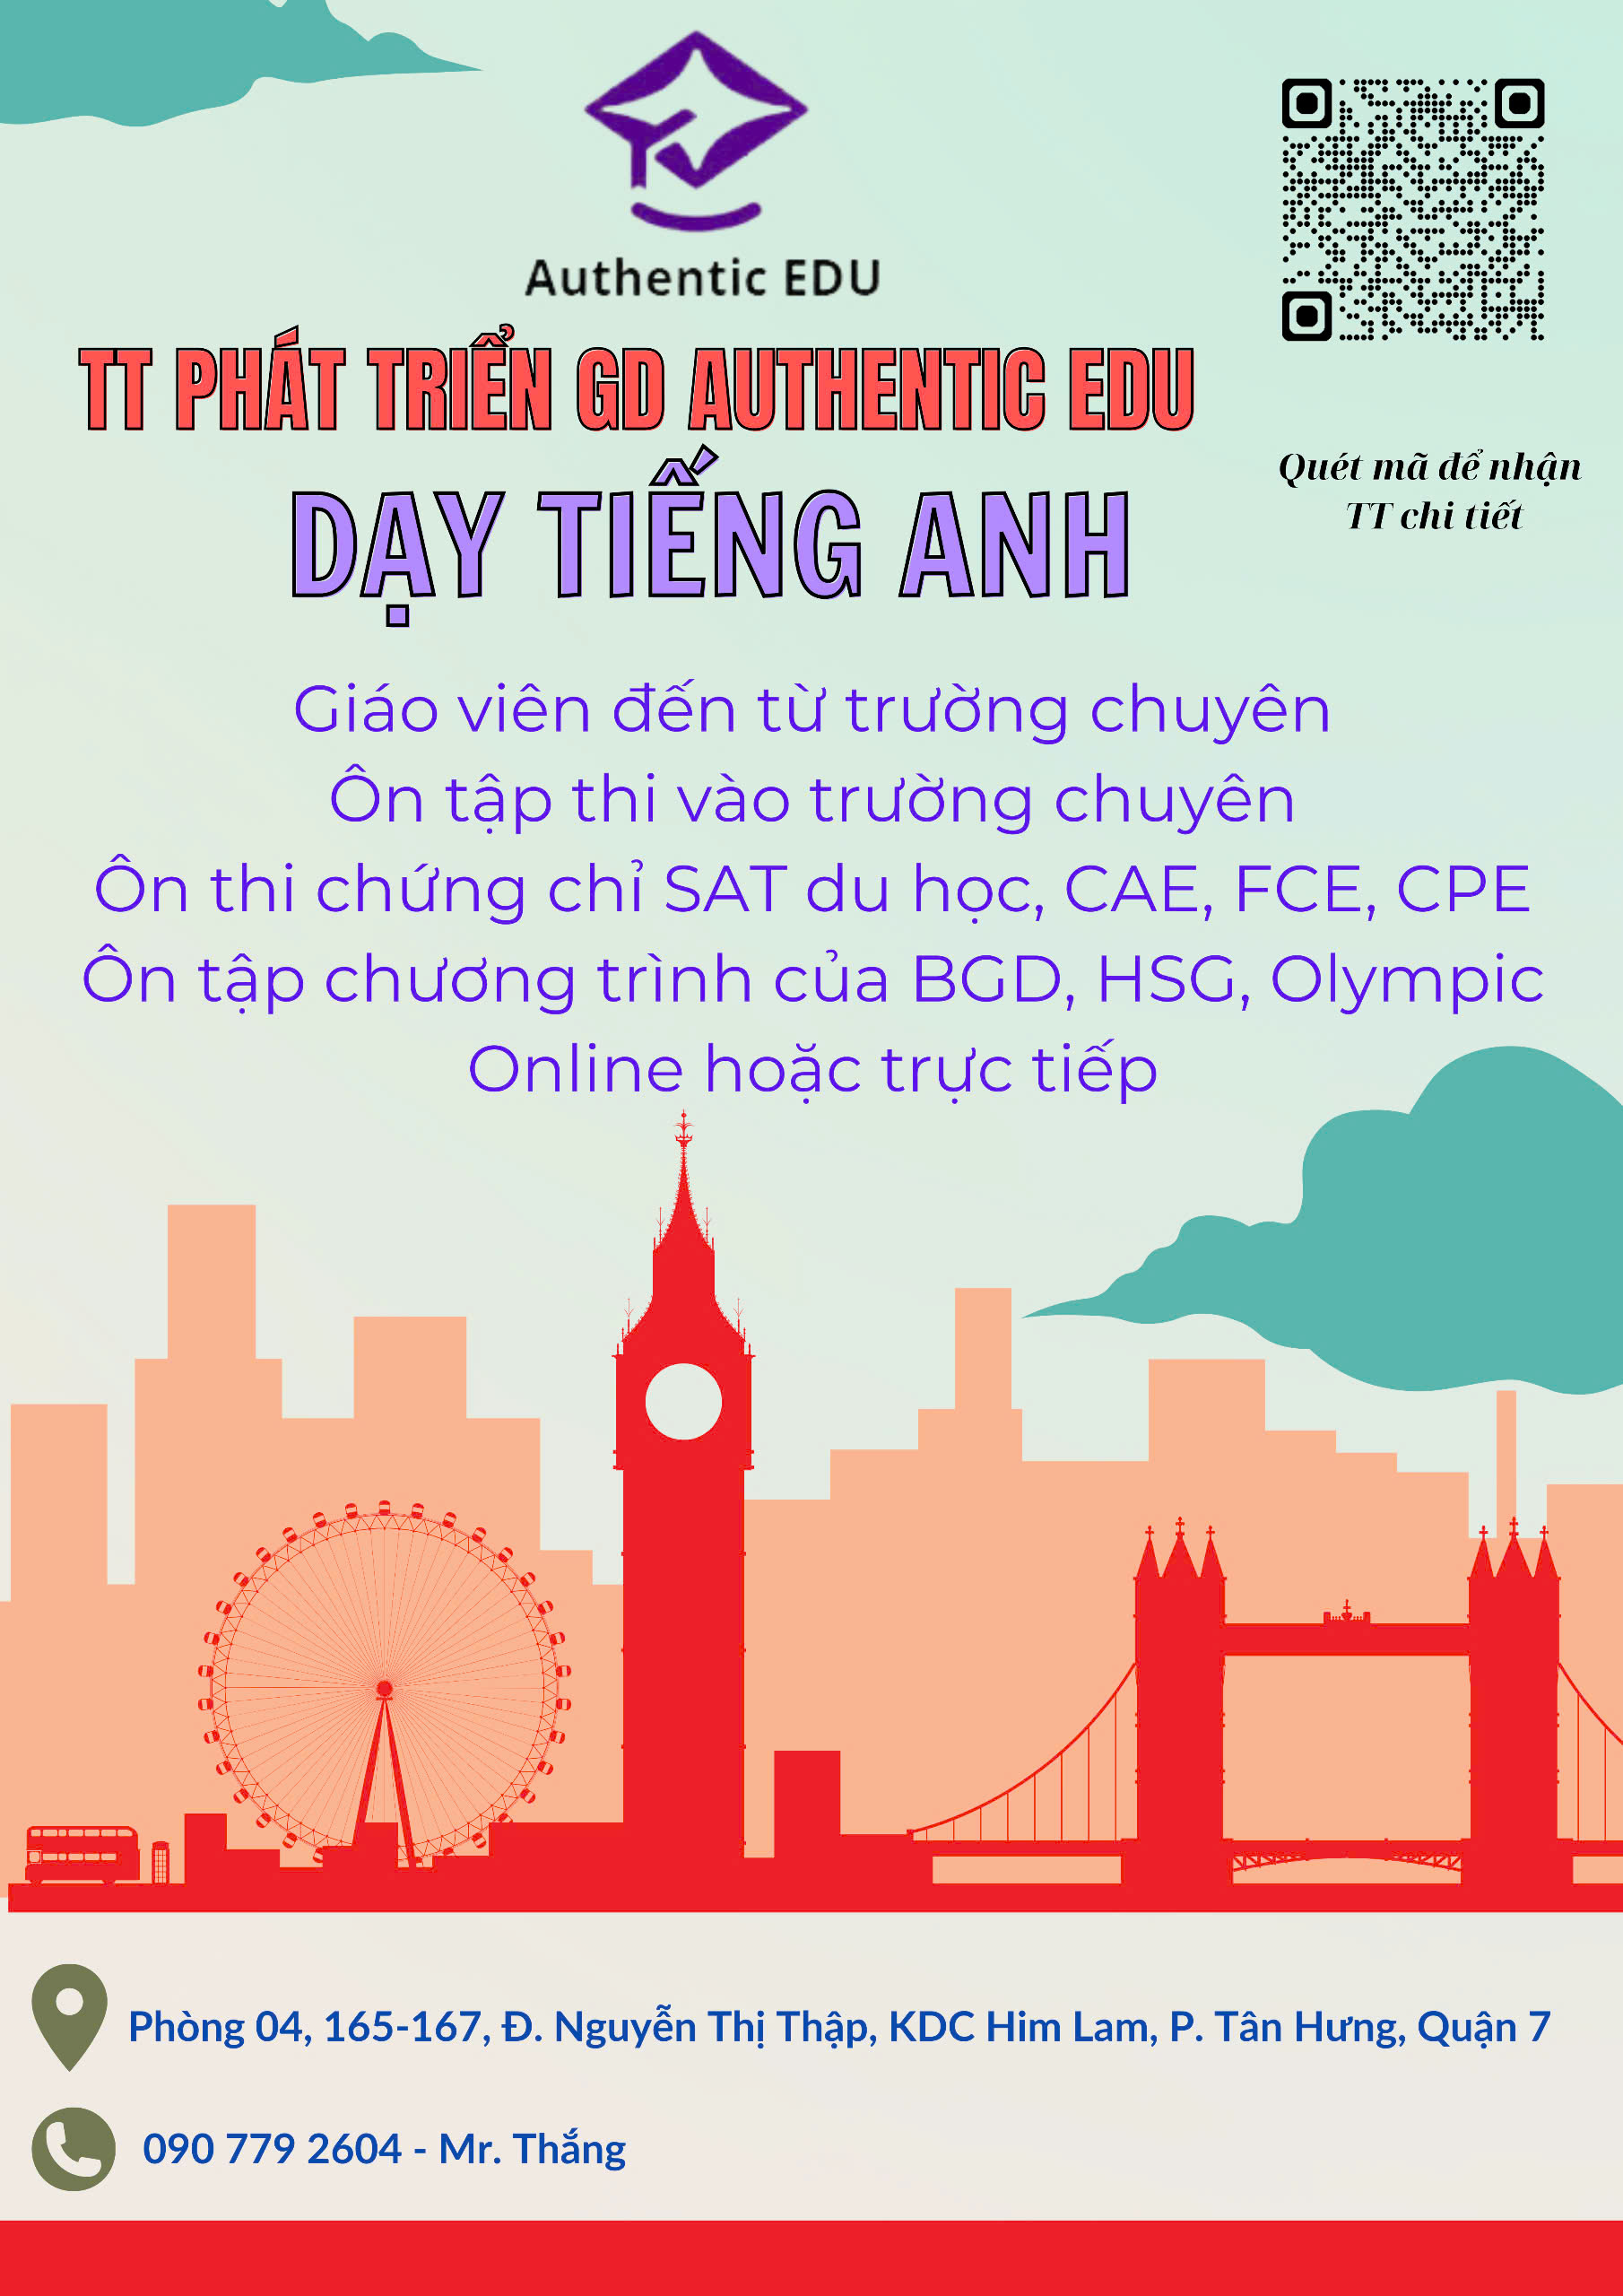 Authentic EDU
TT PHÁT TRIỂN GD AUTHENTIC EDU
DẠY TIẾNG ANH
Quét mã để nhận
TT chi tiết
Giáo viên đến từ trường chuyên
Ôn tập thi vào trường chuyên
Ôn thi chứng chỉ SAT du học, CAE, FCE, CPE
Ôn tập chương trình của BGD, HSG, Olympic
Online hoặc trực tiếp
Phòng 04, 165-167, Đ. Nguyễn Thị Thập, KDC Him Lam, P. Tân Hưng, Quận 7
090 779 2604 - Mr. Thắng